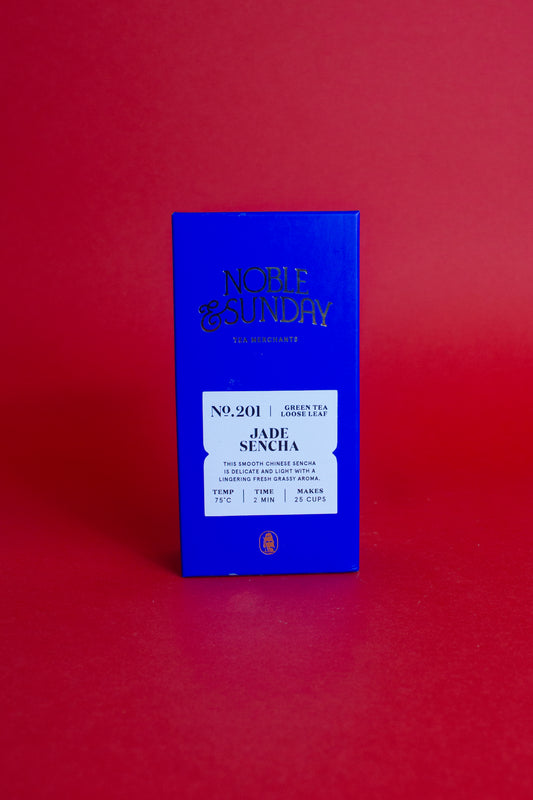 NOBLE
&SUNDAY
TEA MERCHANTS
No.201 | GREEN TEA
LOOSE LEAF
JADE
SENCHA
THIS SMOOTH CHINESE SENCHA
IS DELICATE AND LIGHT WITH A
LINGERING FRESH GRASSY AROMA.
TEMP | TIME | MAKES
75°C | 2 MIN | 25 CUPS